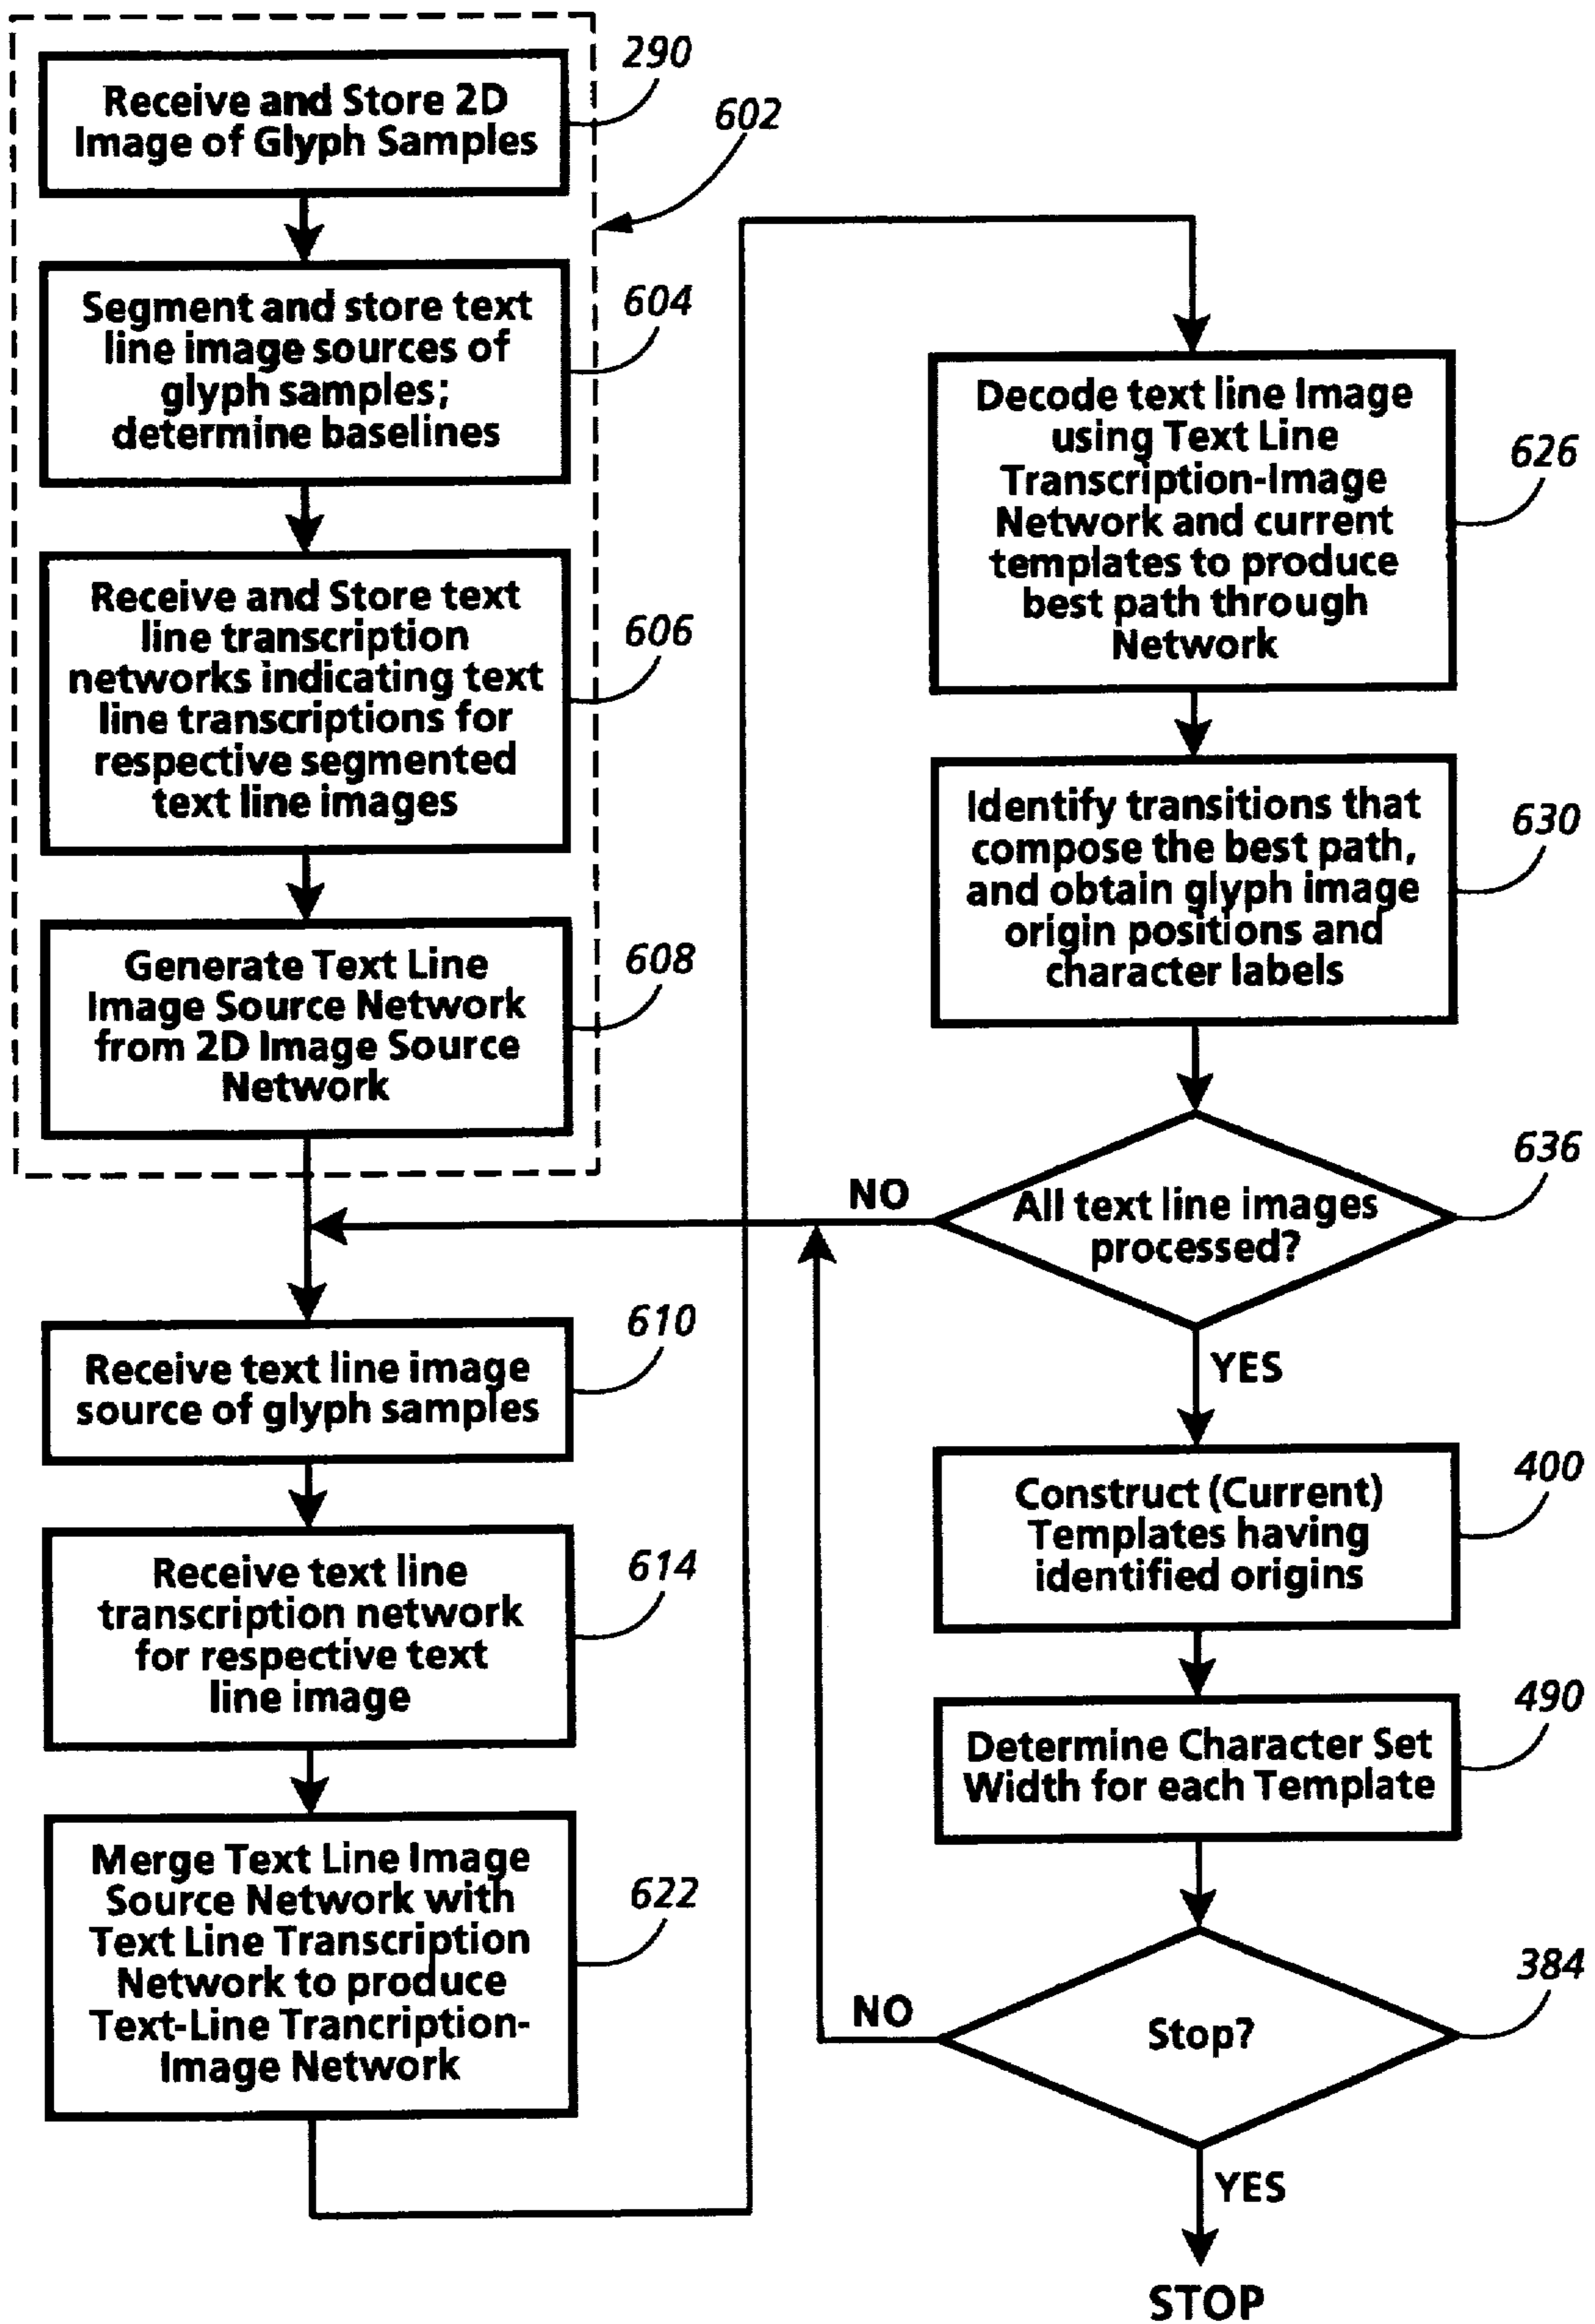 290
Receive and Store 2D
Image of Glyph Samples
602
604
Segment and store text
line image sources of
glyph samples;
determine baselines
606
Receive and Store text
line transcription
networks indicating text
line transcriptions for
respective segmented
text line images
608
Generate Text Line
Image Source Network
from 2D Image Source
Network
610
Receive text line image
source of glyph samples
614
Receive text line
transcription network
for respective text
line image
622
Merge Text Line Image
Source Network with
Text Line Transcription
Network to produce
Text-Line Trancription-
Image Network
626
Decode text line Image
using Text Line
Transcription-Image
Network and current
templates to produce
best path through
Network
630
Identify transitions that
compose the best path,
and obtain glyph image
origin positions and
character labels
636
NO
All text line images
processed?
YES
400
Construct (Current)
Templates having
identified origins
490
Determine Character Set
Width for each Template
384
NO
Stop?
YES
STOP